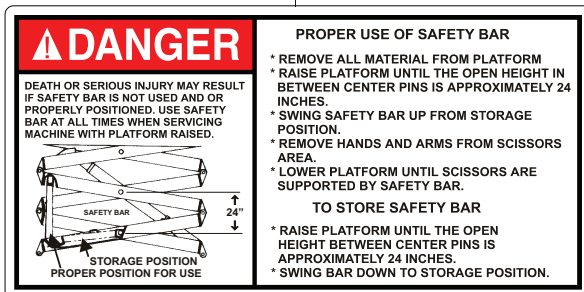 DANGER
DEATH OR SERIOUS INJURY MAY RESULT
IF SAFETY BAR IS NOT USED AND OR
PROPERLY POSITIONED. USE SAFETY
BAR AT ALL TIMES WHEN SERVICING
MACHINE WITH PLATFORM RAISED.
SAFETY BAR
24"
STORAGE POSITION
PROPER POSITION FOR USE
PROPER USE OF SAFETY BAR
* REMOVE ALL MATERIAL FROM PLATFORM
* RAISE PLATFORM UNTIL THE OPEN HEIGHT IN
BETWEEN CENTER PINS IS APPROXIMATELY 24
INCHES.
* SWING SAFETY BAR UP FROM STORAGE
POSITION.
* REMOVE HANDS AND ARMS FROM SCISSORS
AREA.
* LOWER PLATFORM UNTIL SCISSORS ARE
SUPPORTED BY SAFETY BAR.
TO STORE SAFETY BAR
* RAISE PLATFORM UNTIL THE OPEN
HEIGHT BETWEEN CENTER PINS IS
APPROXIMATELY 24 INCHES.
* SWING BAR DOWN TO STORAGE POSITION.